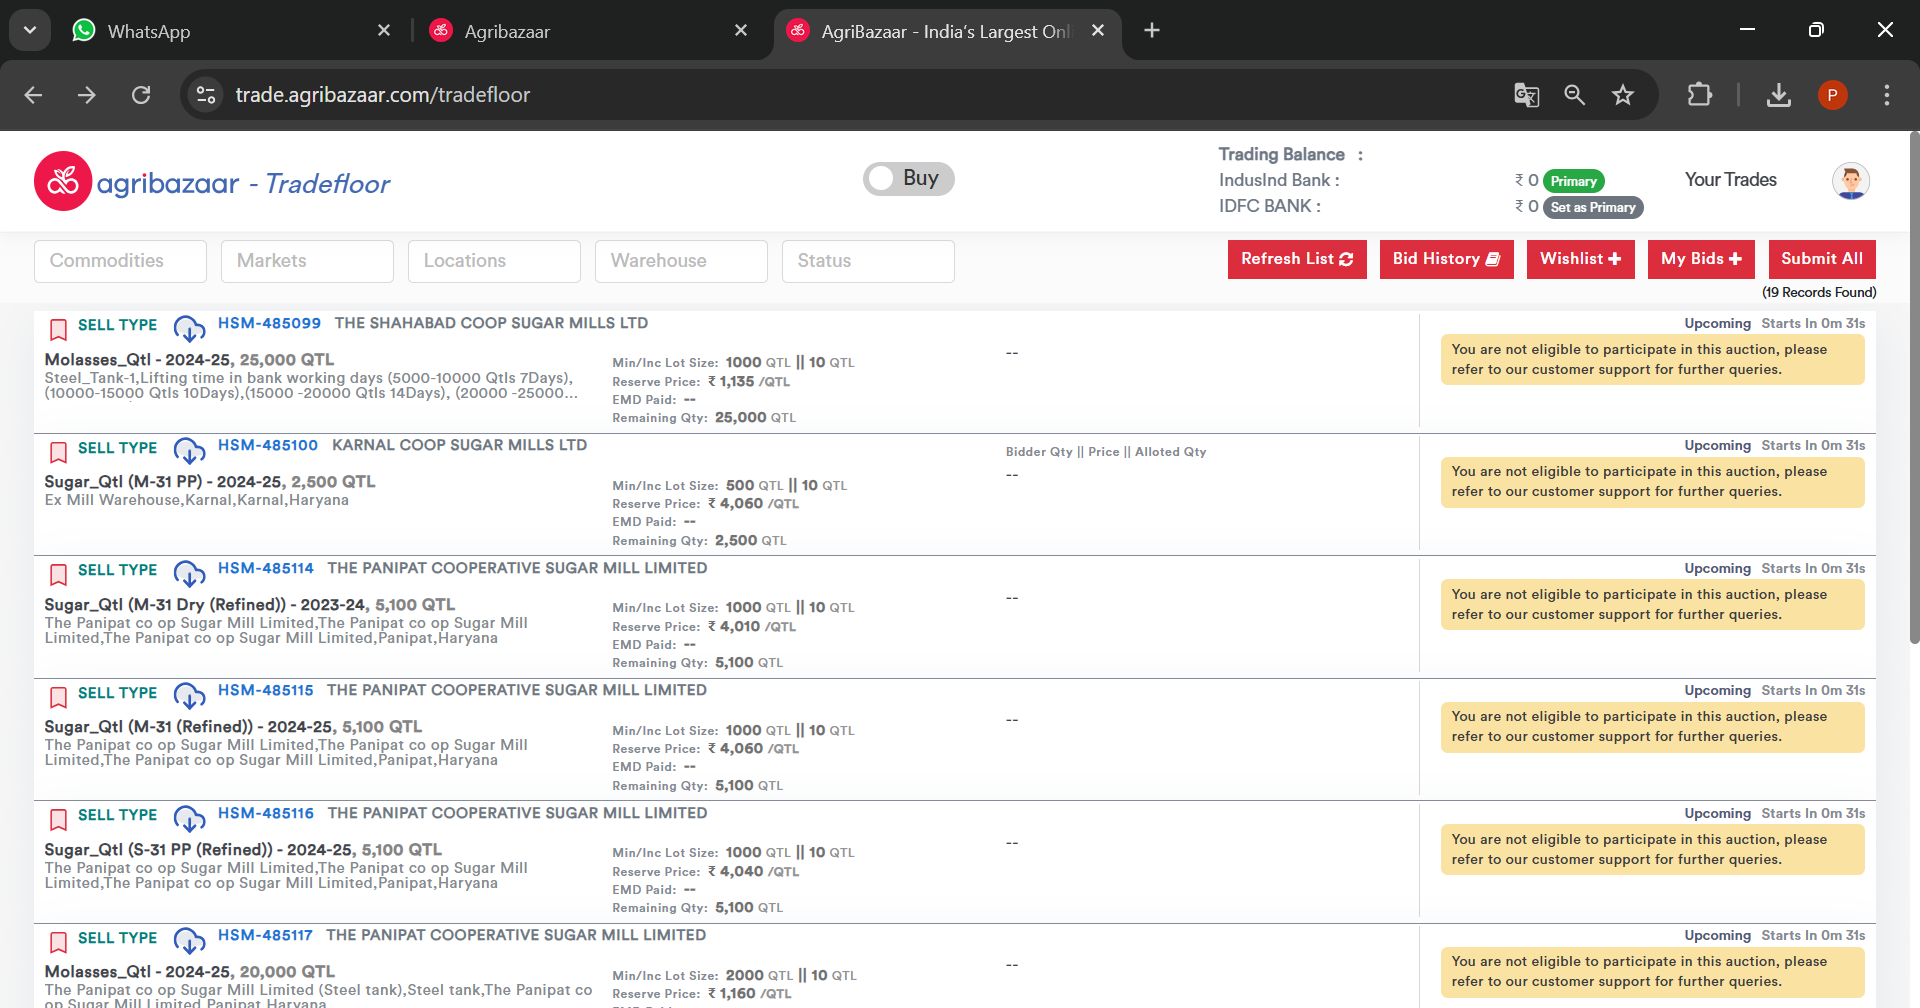 WhatsApp
Agribazaar
AgriBazaar - India's Largest Onl
trade.agribazaar.com/tradefloor
P
agribazaar - Tradefloor
Buy
Trading Balance :
IndusInd Bank : ₹ 0 Primary
IDFC BANK : ₹ 0 Set as Primary
Your Trades
Commodities Markets Locations Warehouse Status
Refresh List Bid History Wishlist + My Bids + Submit All
(19 Records Found)
SELL TYPE HSM-485099 THE SHAHABAD COOP SUGAR MILLS LTD
Upcoming Starts In 0m 31s
Molasses_Qtl - 2024-25, 25,000 QTL
Steel_Tank-1,Lifting time in bank working days (5000-10000 Qtls 7Days),
(10000-15000 Qtls 10Days),(15000 -20000 Qtls 14Days), (20000 -25000...
Min/Inc Lot Size: 1000 QTL || 10 QTL
Reserve Price: ₹ 1,135 /QTL
EMD Paid: --
Remaining Qty: 25,000 QTL
--
You are not eligible to participate in this auction, please
refer to our customer support for further queries.
SELL TYPE HSM-485100 KARNAL COOP SUGAR MILLS LTD
Upcoming Starts In 0m 31s
Sugar_Qtl (M-31 PP) - 2024-25, 2,500 QTL
Ex Mill Warehouse,Karnal,Karnal,Haryana
Min/Inc Lot Size: 500 QTL || 10 QTL
Reserve Price: ₹ 4,060 /QTL
EMD Paid: --
Remaining Qty: 2,500 QTL
Bidder Qty || Price || Alloted Qty
--
You are not eligible to participate in this auction, please
refer to our customer support for further queries.
SELL TYPE HSM-485114 THE PANIPAT COOPERATIVE SUGAR MILL LIMITED
Upcoming Starts In 0m 31s
Sugar_Qtl (M-31 Dry (Refined)) - 2023-24, 5,100 QTL
The Panipat co op Sugar Mill Limited,The Panipat co op Sugar Mill
Limited,The Panipat co op Sugar Mill Limited,Panipat,Haryana
Min/Inc Lot Size: 1000 QTL || 10 QTL
Reserve Price: ₹ 4,010 /QTL
EMD Paid: --
Remaining Qty: 5,100 QTL
--
You are not eligible to participate in this auction, please
refer to our customer support for further queries.
SELL TYPE HSM-485115 THE PANIPAT COOPERATIVE SUGAR MILL LIMITED
Upcoming Starts In 0m 31s
Sugar_Qtl (M-31 (Refined)) - 2024-25, 5,100 QTL
The Panipat co op Sugar Mill Limited,The Panipat co op Sugar Mill
Limited,The Panipat co op Sugar Mill Limited,Panipat,Haryana
Min/Inc Lot Size: 1000 QTL || 10 QTL
Reserve Price: ₹ 4,060 /QTL
EMD Paid: --
Remaining Qty: 5,100 QTL
--
You are not eligible to participate in this auction, please
refer to our customer support for further queries.
SELL TYPE HSM-485116 THE PANIPAT COOPERATIVE SUGAR MILL LIMITED
Upcoming Starts In 0m 31s
Sugar_Qtl (S-31 PP (Refined)) - 2024-25, 5,100 QTL
The Panipat co op Sugar Mill Limited,The Panipat co op Sugar Mill
Limited,The Panipat co op Sugar Mill Limited,Panipat,Haryana
Min/Inc Lot Size: 1000 QTL || 10 QTL
Reserve Price: ₹ 4,040 /QTL
EMD Paid: --
Remaining Qty: 5,100 QTL
--
You are not eligible to participate in this auction, please
refer to our customer support for further queries.
SELL TYPE HSM-485117 THE PANIPAT COOPERATIVE SUGAR MILL LIMITED
Upcoming Starts In 0m 31s
Molasses_Qtl - 2024-25, 20,000 QTL
The Panipat co op Sugar Mill Limited (Steel tank),Steel tank,The Panipat co
op Sugar Mill Limited,Panipat,Haryana
Min/Inc Lot Size: 2000 QTL || 10 QTL
Reserve Price: ₹ 1,160 /QTL
--
You are not eligible to participate in this auction, please
refer to our customer support for further queries.